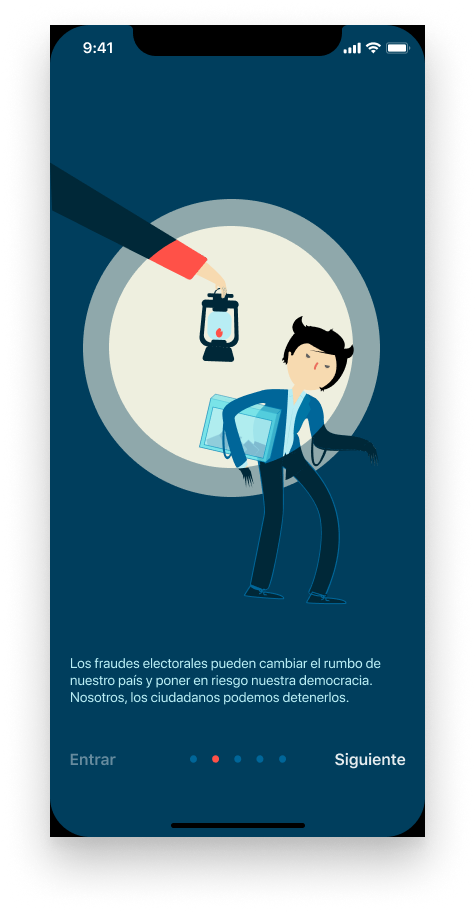 9:41
Los fraudes electorales pueden cambiar el rumbo de
nuestro país y poner en riesgo nuestra democracia.
Nosotros, los ciudadanos podemos detenerlos.
Entrar
Siguiente